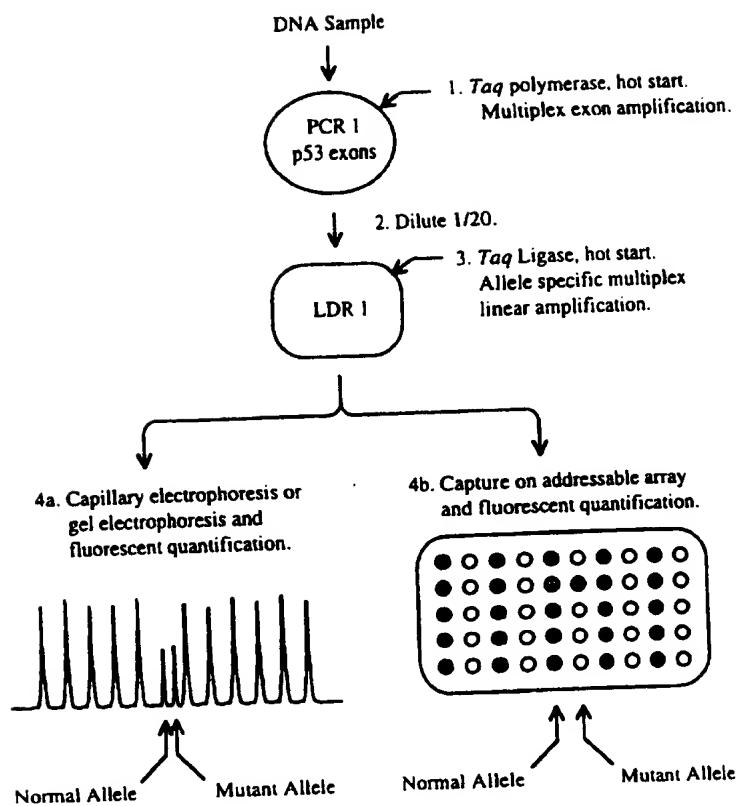 DNA Sample
1. Taq polymerase, hot start.
Multiplex exon amplification.
PCR 1
p53 exons
2. Dilute 1/20.
3. Taq Ligase, hot start.
Allele specific multiplex
linear amplification.
LDR 1
4a. Capillary electrophoresis or
gel electrophoresis and
fluorescent quantification.
4b. Capture on addressable array
and fluorescent quantification.
Normal Allele
Mutant Allele
Normal Allele
Mutant Allele